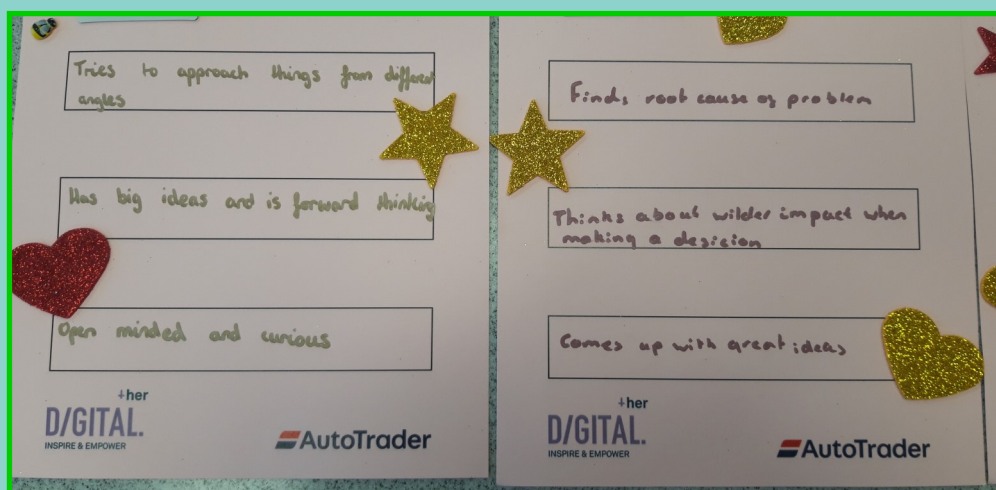 Tries to approach things from different
angles
Has big ideas and is forward thinking
Open minded and curious
+her
D/GITAL.
INSPIRE & EMPOWER
AutoTrader
Finds root cause of problem
Thinks about wilder impact when
making a desicion
Comes up with great ideas
+her
D/GITAL.
INSPIRE & EMPOWER
AutoTrader